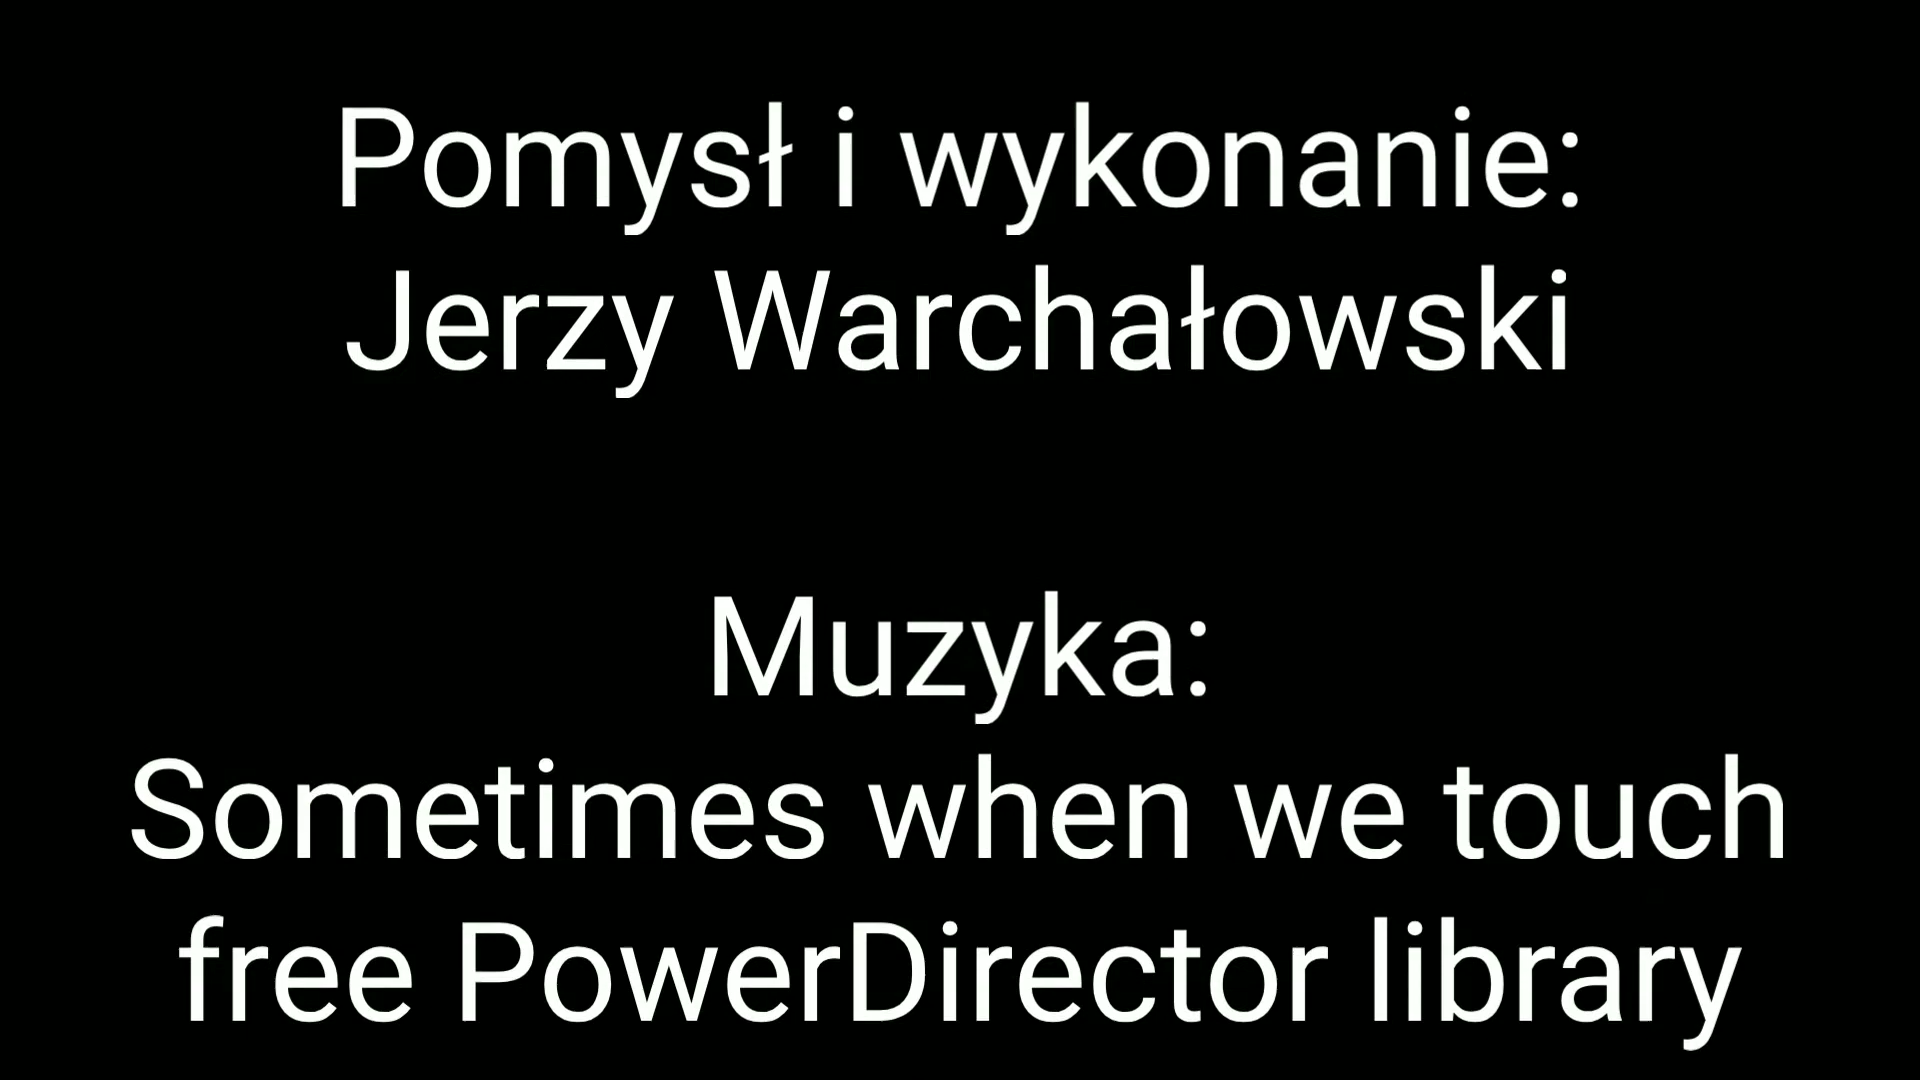 Pomysł i wykonanie:
Jerzy Warchałowski
Muzyka:
Sometimes when we touch
free PowerDirector library